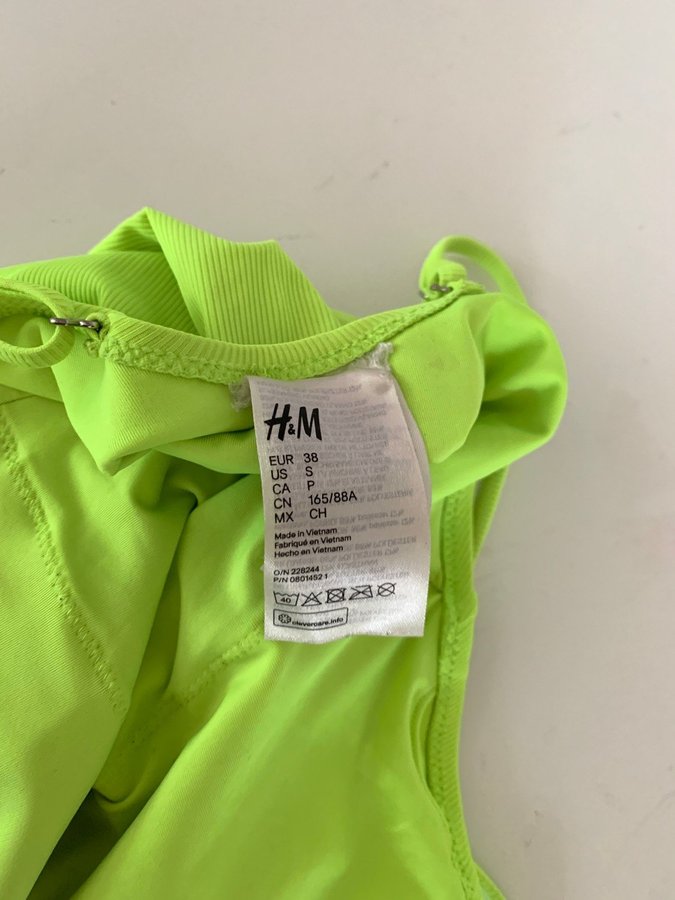 H&M
EUR 38
US S
CA P
CN 165/88A
MX CH
Made in Vietnam
Fabriqué en Vietnam
Hecho en Vietnam
O/N 228244
P/N 0801452 1
40
clevercare.info